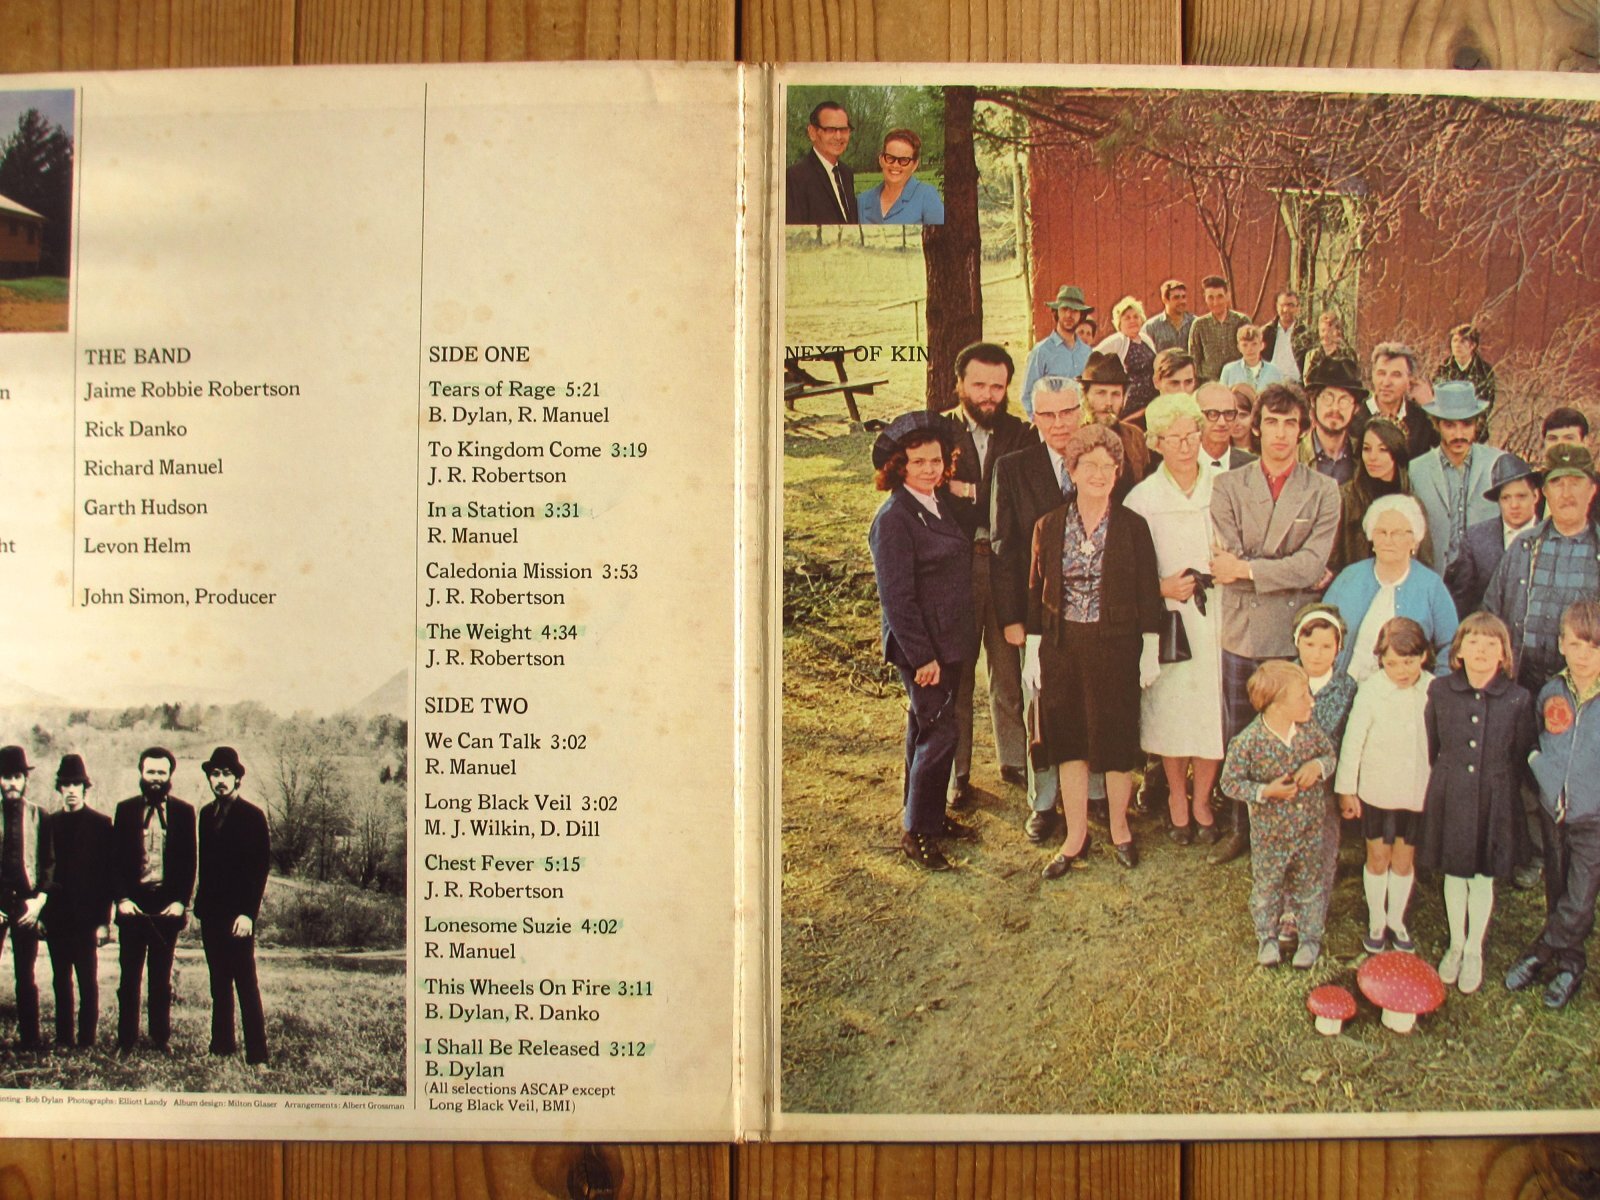 THE BAND
Jaime Robbie Robertson
Rick Danko
Richard Manuel
Garth Hudson
Levon Helm
John Simon, Producer
SIDE ONE
Tears of Rage 5:21
B. Dylan, R. Manuel
To Kingdom Come 3:19
J. R. Robertson
In a Station 3:31
R. Manuel
Caledonia Mission 3:53
J. R. Robertson
The Weight 4:34
J. R. Robertson
SIDE TWO
We Can Talk 3:02
R. Manuel
Long Black Veil 3:02
M. J. Wilkin, D. Dill
Chest Fever 5:15
J. R. Robertson
Lonesome Suzie 4:02
R. Manuel
This Wheels On Fire 3:11
B. Dylan, R. Danko
I Shall Be Released 3:12
B. Dylan
(All selections ASCAP except
Long Black Veil, BMI)
Bob Dylan Photographs: Elliott Landy Album design: Milton Glaser Arrangements: Albert Grossman
NEXT OF KIN